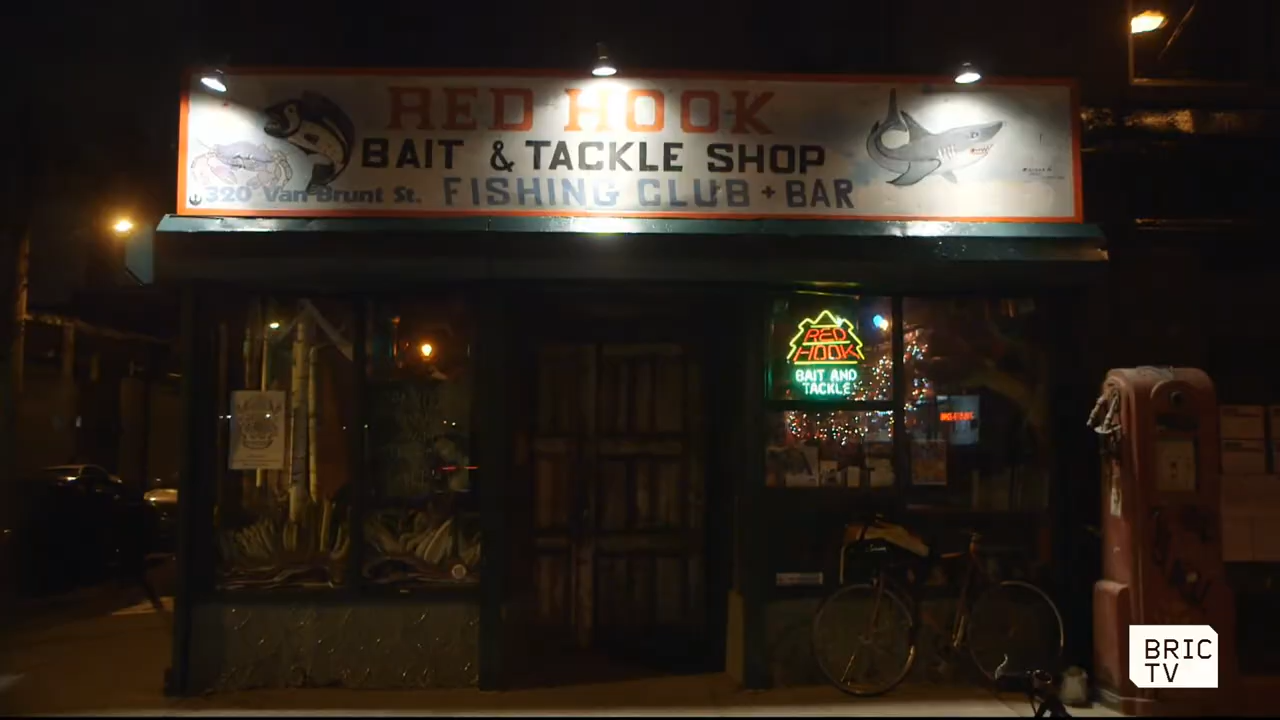 RED HOOK
BAIT & TACKLE SHOP
320 Van Brunt St. FISHING CLUB + BAR
RED
HOOK
BAIT AND
TACKLE
BRIC
TV